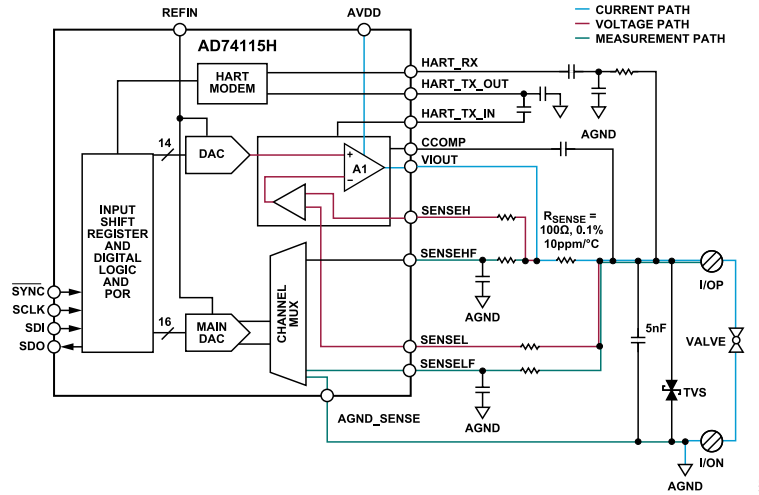 REFIN
AVDD
CURRENT PATH
VOLTAGE PATH
MEASUREMENT PATH
AD74115H
HART_RX
HART
MODEM
HART_TX_OUT
HART_TX_IN
AGND
14
DAC
+
A1
−
CCOMP
VIOUT
INPUT
SHIFT
REGISTER
AND
DIGITAL
LOGIC
AND
POR
SENSEH
RSENSE =
100Ω, 0.1%
10ppm/°C
SENSEHF
I/OP
CHANNEL
MUX
AGND
SYNC
SCLK
SDI
SDO
16
MAIN
DAC
SENSEL
5nF
VALVE
SENSELF
TVS
AGND_SENSE
AGND
I/ON
AGND